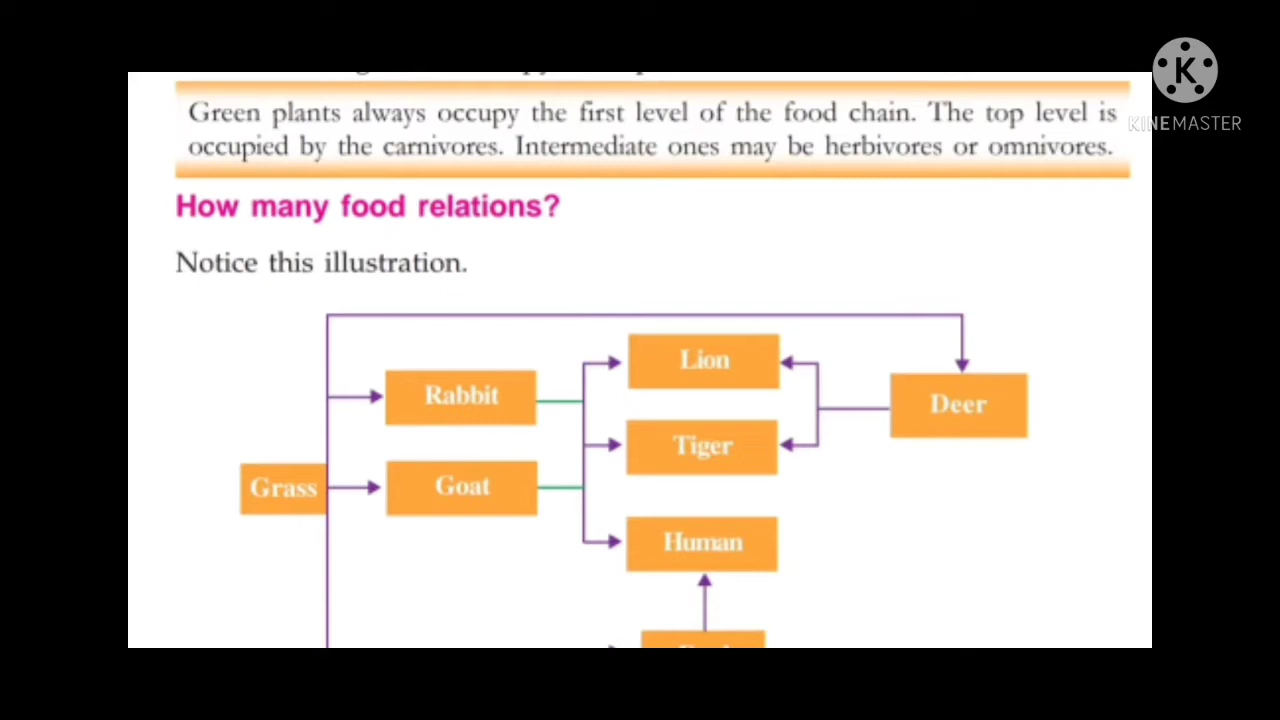 Green plants always occupy the first level of the food chain. The top level is
occupied by the carnivores. Intermediate ones may be herbivores or omnivores.
How many food relations?
Notice this illustration.
Lion
Rabbit
Deer
Tiger
Grass
Goat
Human
K
KINEMASTER